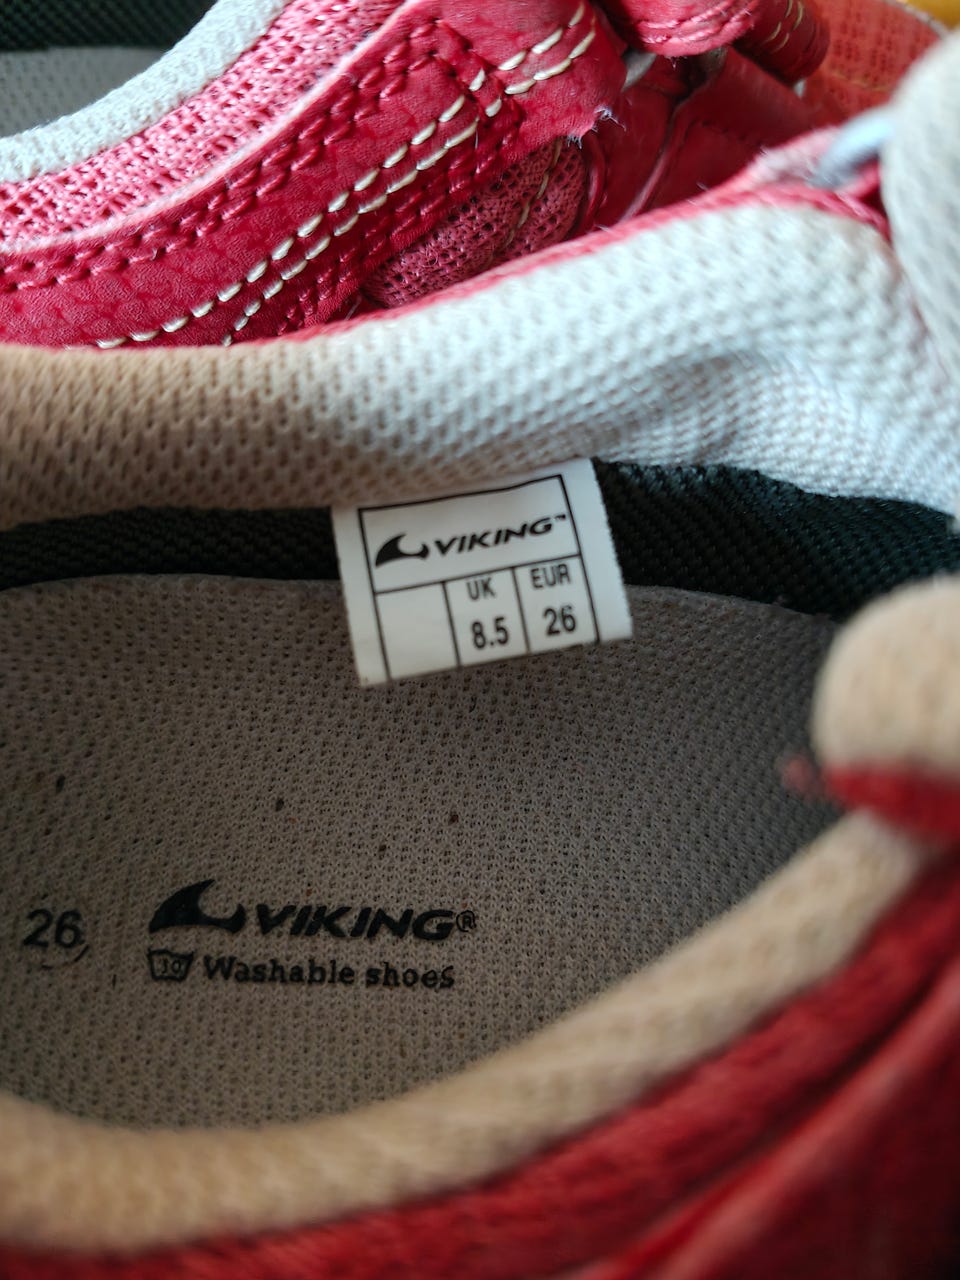 VIKING™
UK EUR
8.5 26
26 VIKING®
30 Washable shoes